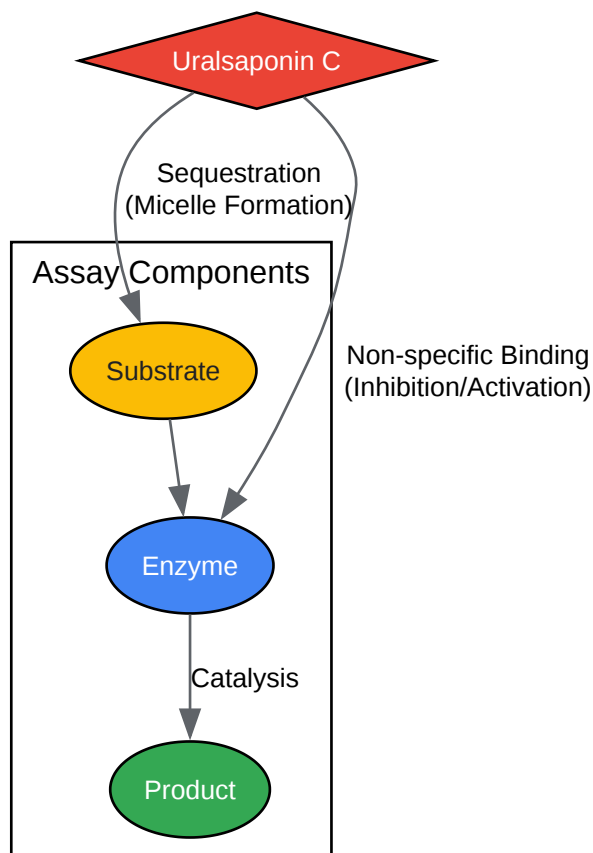 Uralsaponin C
Sequestration
(Micelle Formation)
Assay Components
Non-specific Binding
(Inhibition/Activation)
Substrate
Enzyme
Catalysis
Product